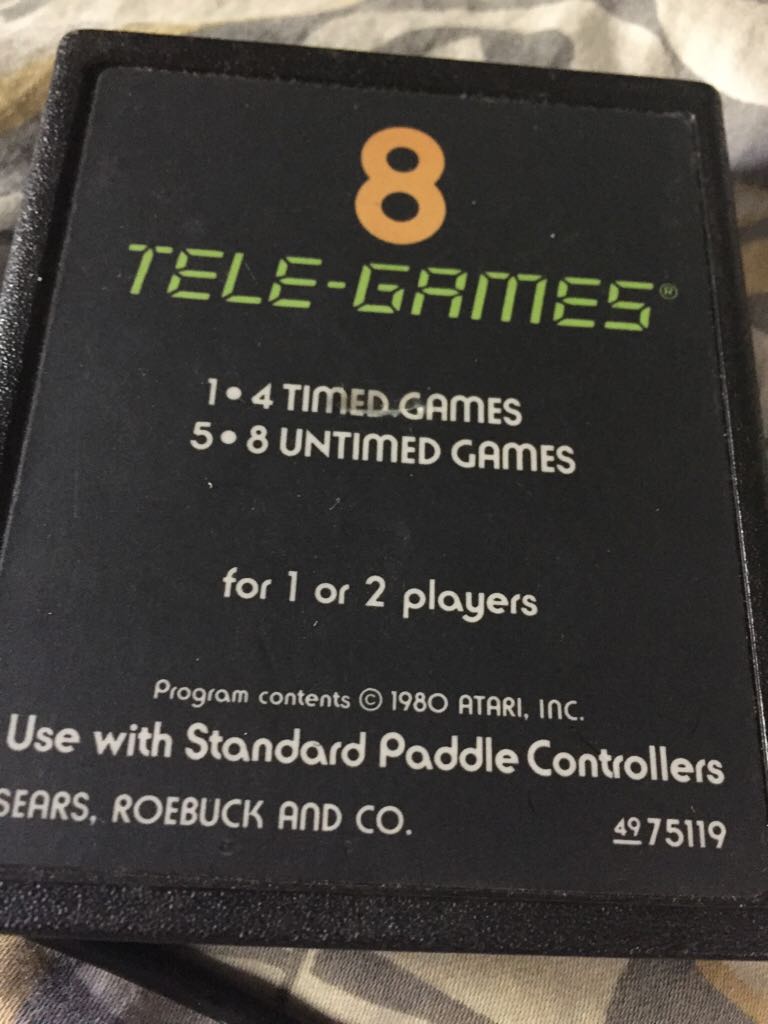 8
TELE-GAMES®
1•4 TIMED GAMES
5•8 UNTIMED GAMES
for 1 or 2 players
Program contents © 1980 ATARI, INC.
Use with Standard Paddle Controllers
SEARS, ROEBUCK AND CO. 49 75119